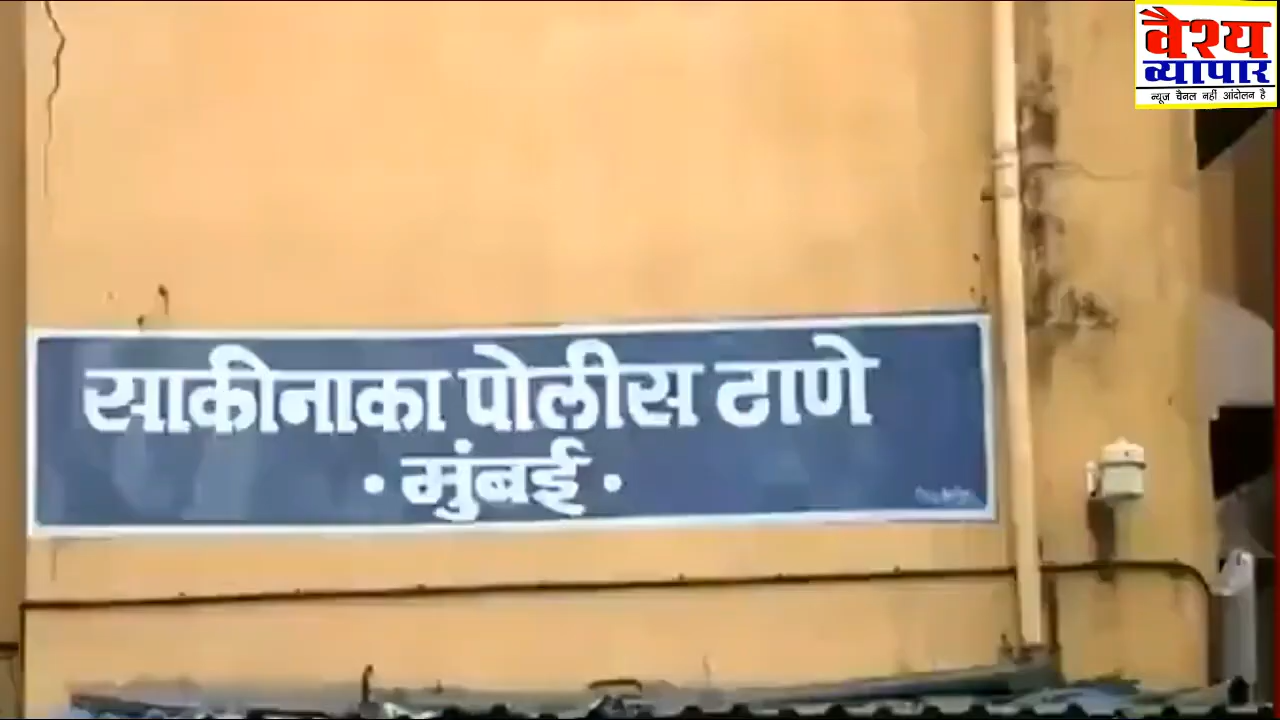 वैश्य
व्यापार
न्यूज चैनल नहीं आंदोलन है
साकीनाका पोलीस ठाणे
• मुंबई •